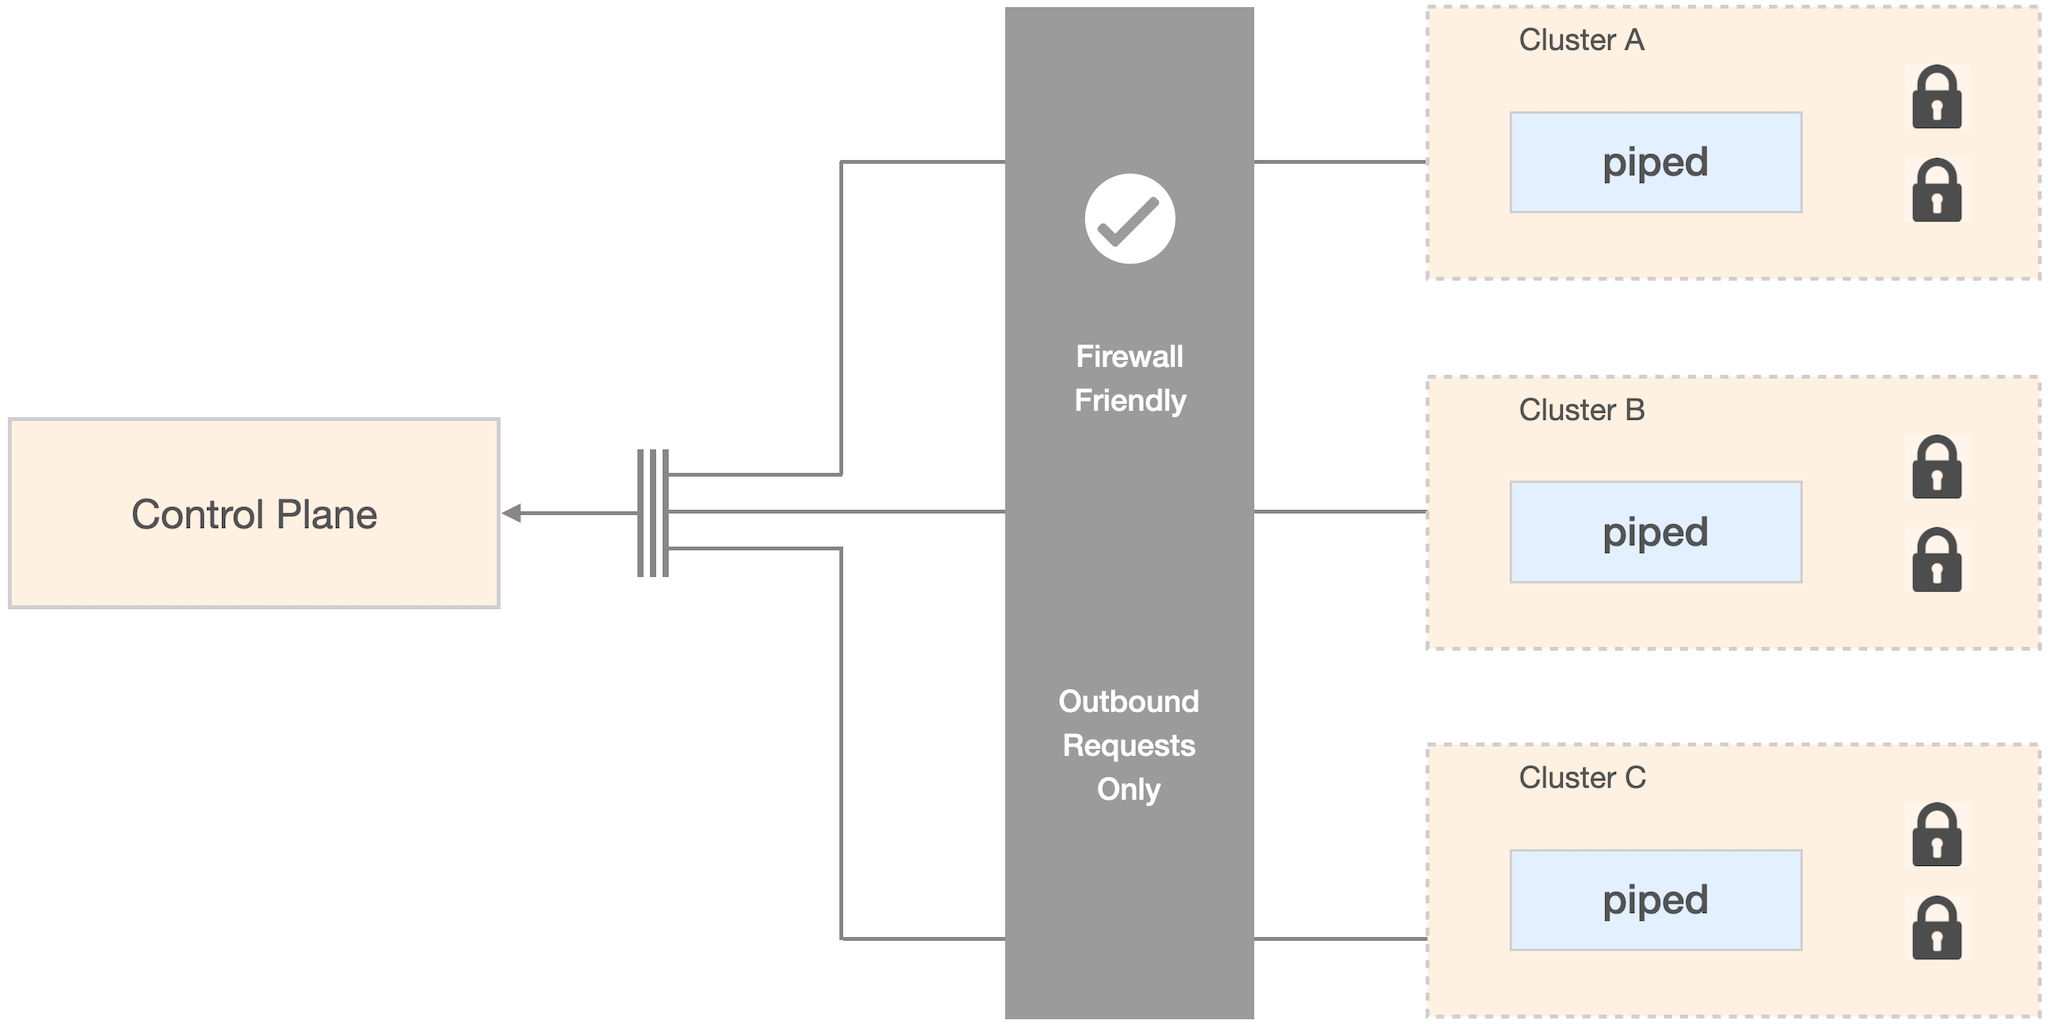 Control Plane
Firewall
Friendly
Outbound
Requests
Only
Cluster A
piped
Cluster B
piped
Cluster C
piped